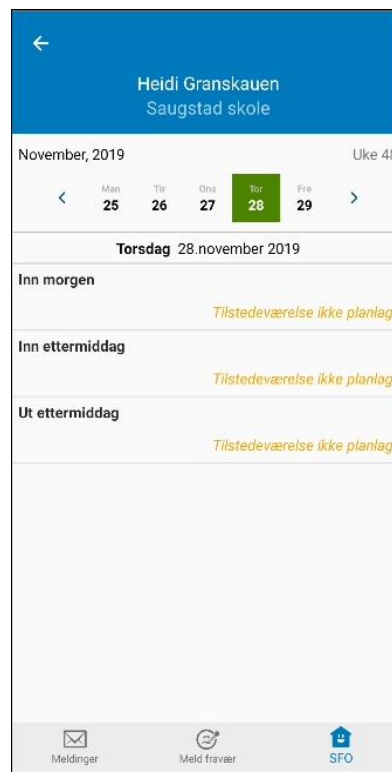 Heidi Granskauen
Saugstad skole
November, 2019 Uke 48
Man Tir Ons Tor Fre
< 25 26 27 28 29 >
Torsdag 28.november 2019
Inn morgen
Tilstedeværelse ikke planlag
Inn ettermiddag
Tilstedeværelse ikke planlag
Ut ettermiddag
Tilstedeværelse ikke planlag
Meldinger Meld fravær SFO